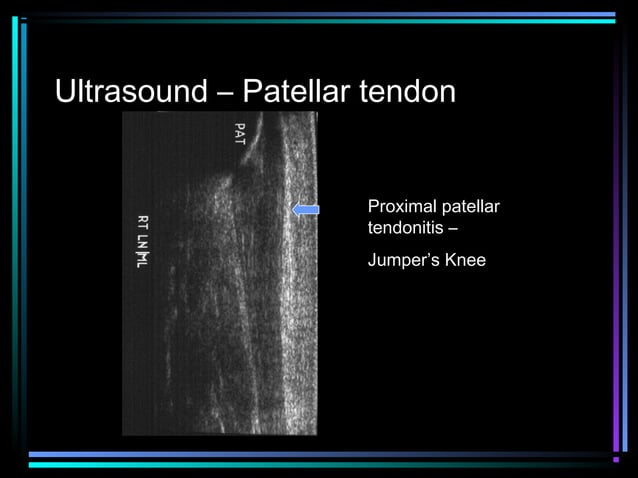 Ultrasound – Patellar tendon
PAT
RT LN ML
Proximal patellar
tendonitis –
Jumper’s Knee